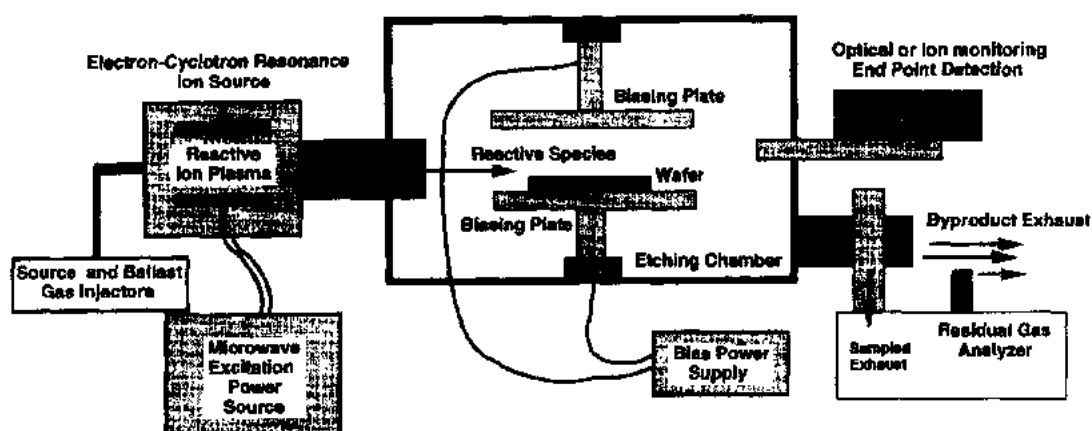 Electron-Cyclotron Resonance
Ion Source
Reactive
Ion Plasma
Source and Ballast
Gas Injectors
Microwave
Excitation
Power
Source
Biasing Plate
Reactive Species
Wafer
Biasing Plate
Etching Chamber
Bias Power
Supply
Optical or Ion monitoring
End Point Detection
Byproduct Exhaust
Sampled
Exhaust
Residual Gas
Analyzer